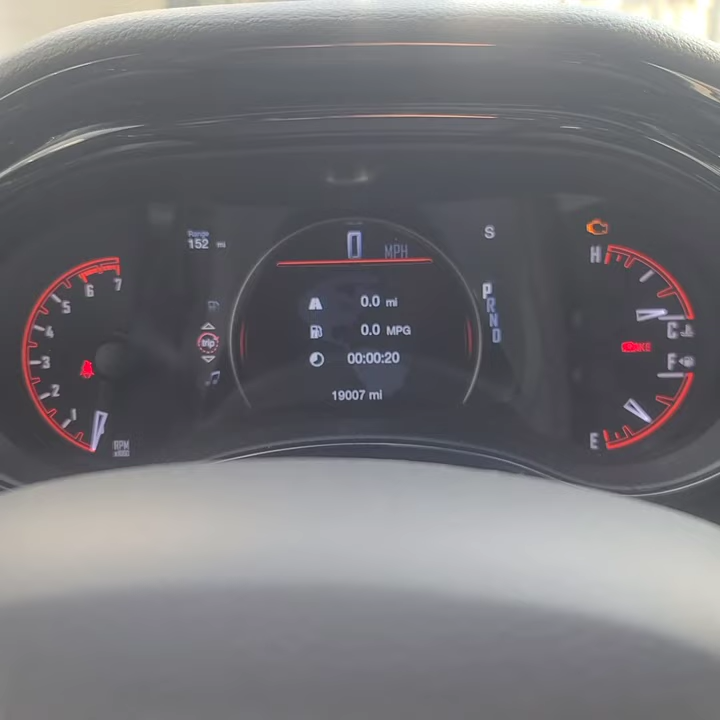 0 MPH
Range
152 mi
S
0.0 mi
0.0 MPG
00:00:20
19007 mi
trip
P
R
N
D
7
6
5
4
3
2
1
RPM
x1000
H
C
F
E